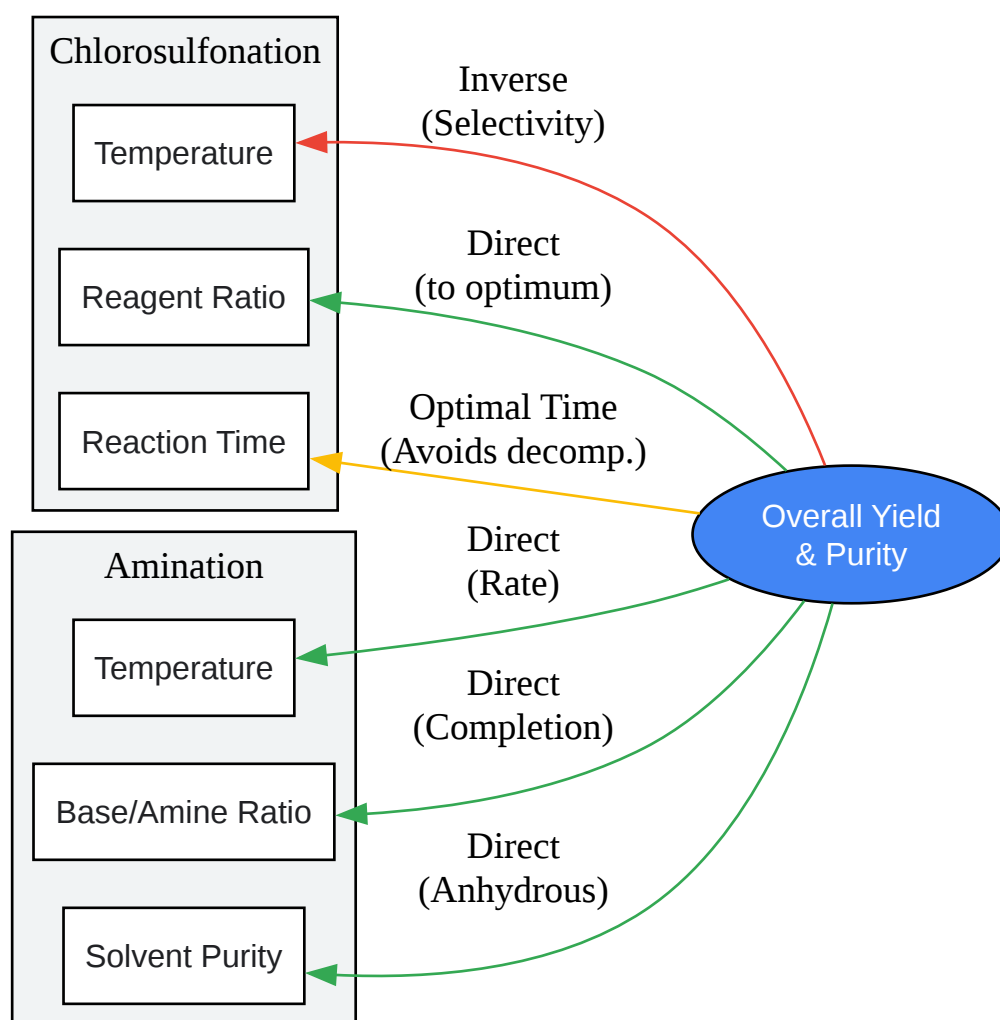 Chlorosulfonation
Temperature
Reagent Ratio
Reaction Time
Inverse
(Selectivity)
Direct
(to optimum)
Optimal Time
(Avoids decomp.)
Overall Yield
& Purity
Amination
Temperature
Base/Amine Ratio
Solvent Purity
Direct
(Rate)
Direct
(Completion)
Direct
(Anhydrous)